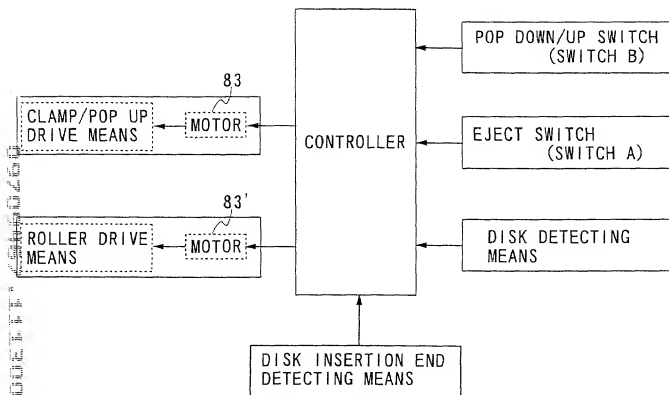 POP DOWN/UP SWITCH
(SWITCH B)
83
CLAMP/POP UP
DRIVE MEANS
MOTOR
CONTROLLER
EJECT SWITCH
(SWITCH A)
83'
ROLLER DRIVE
MEANS
MOTOR
DISK DETECTING
MEANS
DISK INSERTION END
DETECTING MEANS